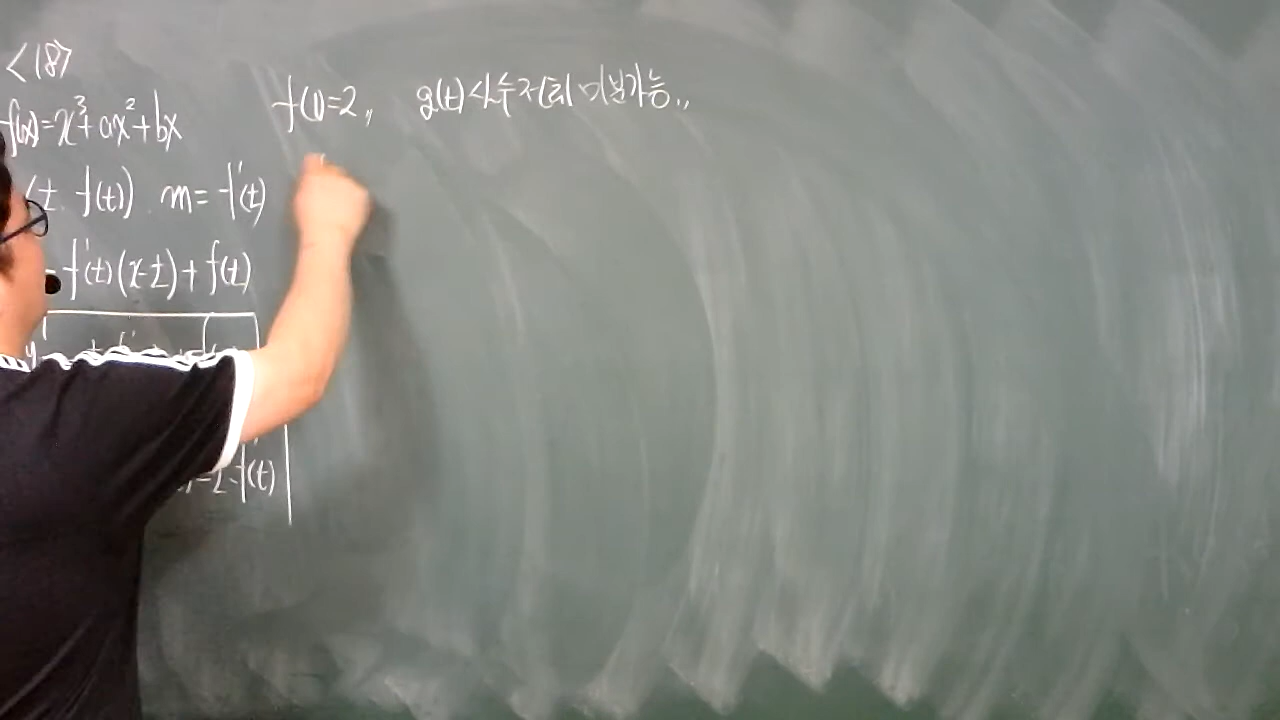 <18>
f(x)=x³+ax²+bx
(t f(t)) m=f'(t)
f'(t)(x-t)+f(t)
f'(t)
f(1)=2,, g(t) 실수 전체 미분가능,,